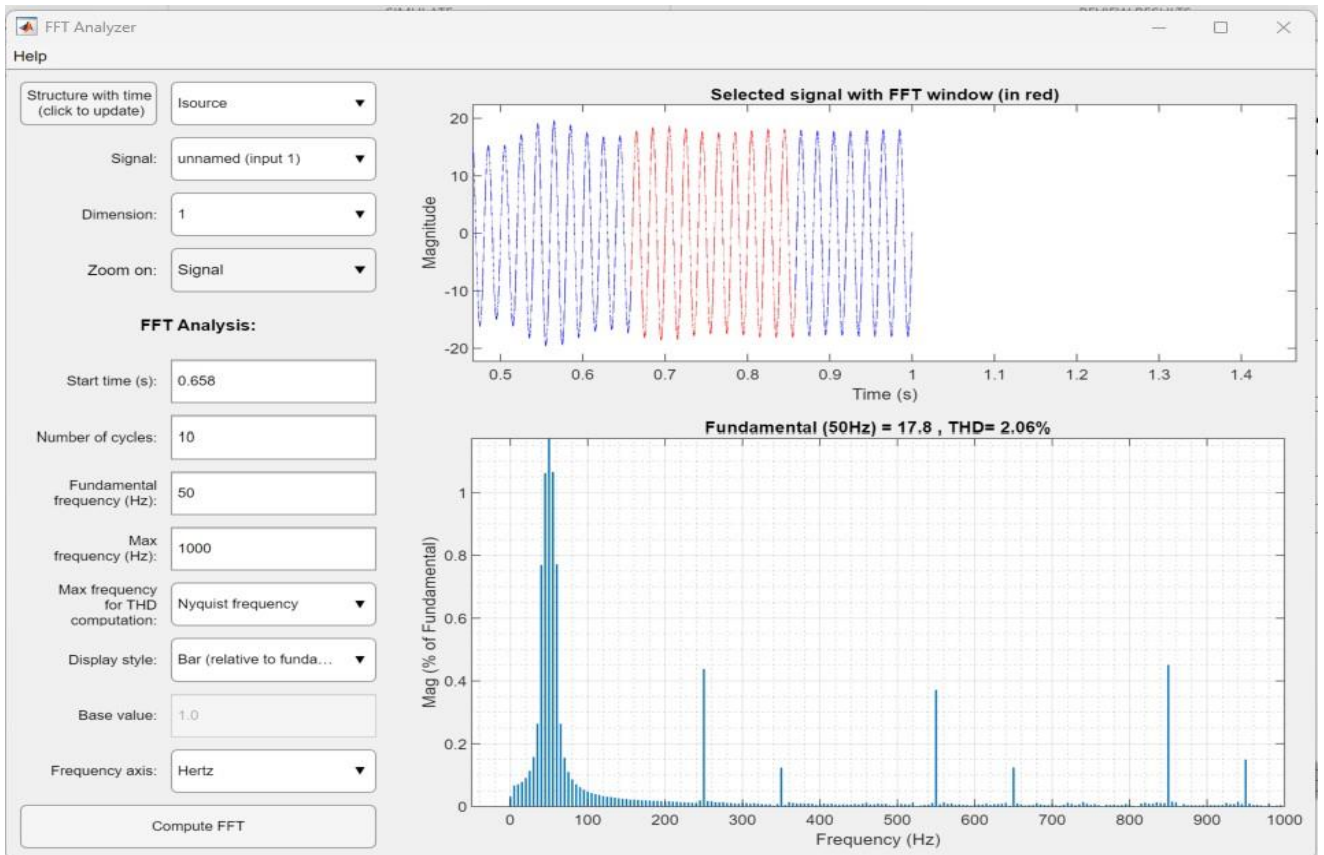 FFT Analyzer
Help
Structure with time
(click to update)
Isource
Signal:
unnamed (input 1)
Dimension:
1
Zoom on:
Signal
FFT Analysis:
Start time (s):
0.658
Number of cycles:
10
Fundamental
frequency (Hz):
50
Max
frequency (Hz):
1000
Max frequency
for THD
computation:
Nyquist frequency
Display style:
Bar (relative to funda...
Base value:
1.0
Frequency axis:
Hertz
Compute FFT
Selected signal with FFT window (in red)
Magnitude
20
10
0
-10
-20
0.5 0.6 0.7 0.8 0.9 1 1.1 1.2 1.3 1.4
Time (s)
Fundamental (50Hz) = 17.8 , THD= 2.06%
Mag (% of Fundamental)
1
0.8
0.6
0.4
0.2
0
0 100 200 300 400 500 600 700 800 900 1000
Frequency (Hz)